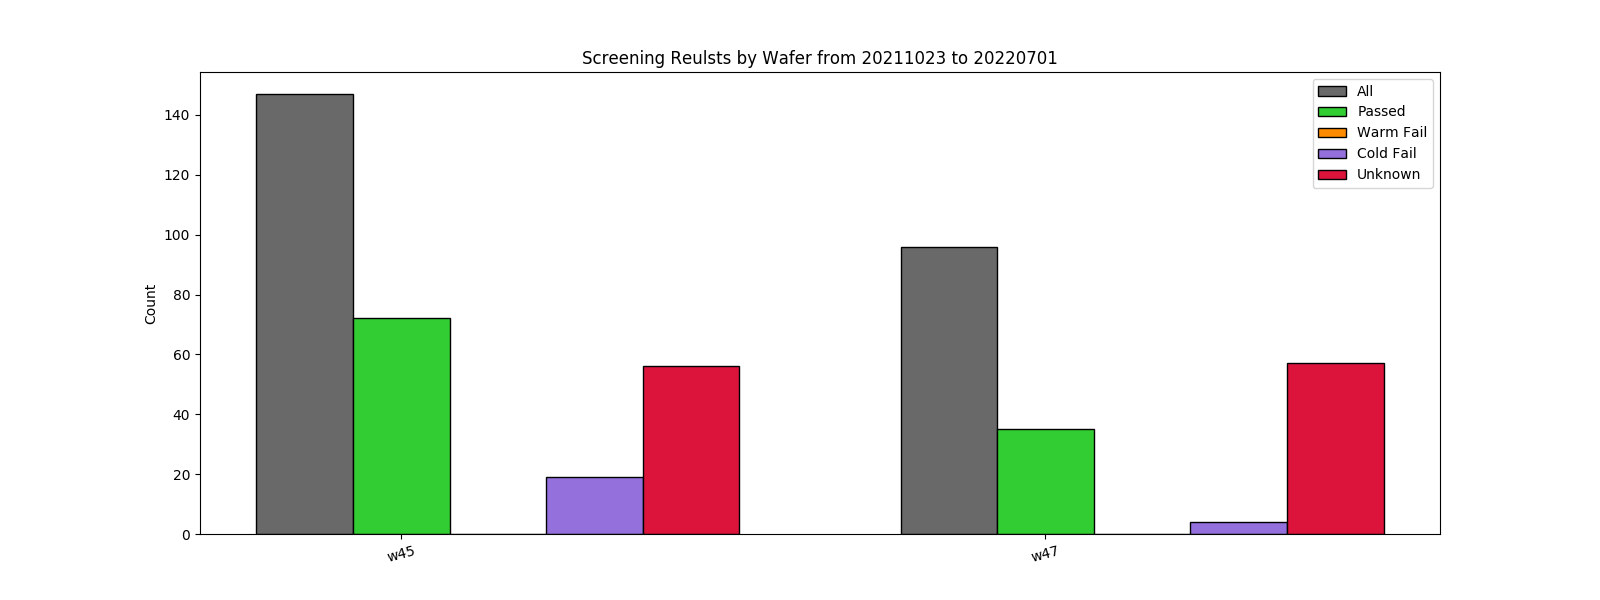 Screening Reulsts by Wafer from 20211023 to 20220701
All
Passed
Warm Fail
Cold Fail
Unknown
Count
140
120
100
80
60
40
20
0
w45
w47